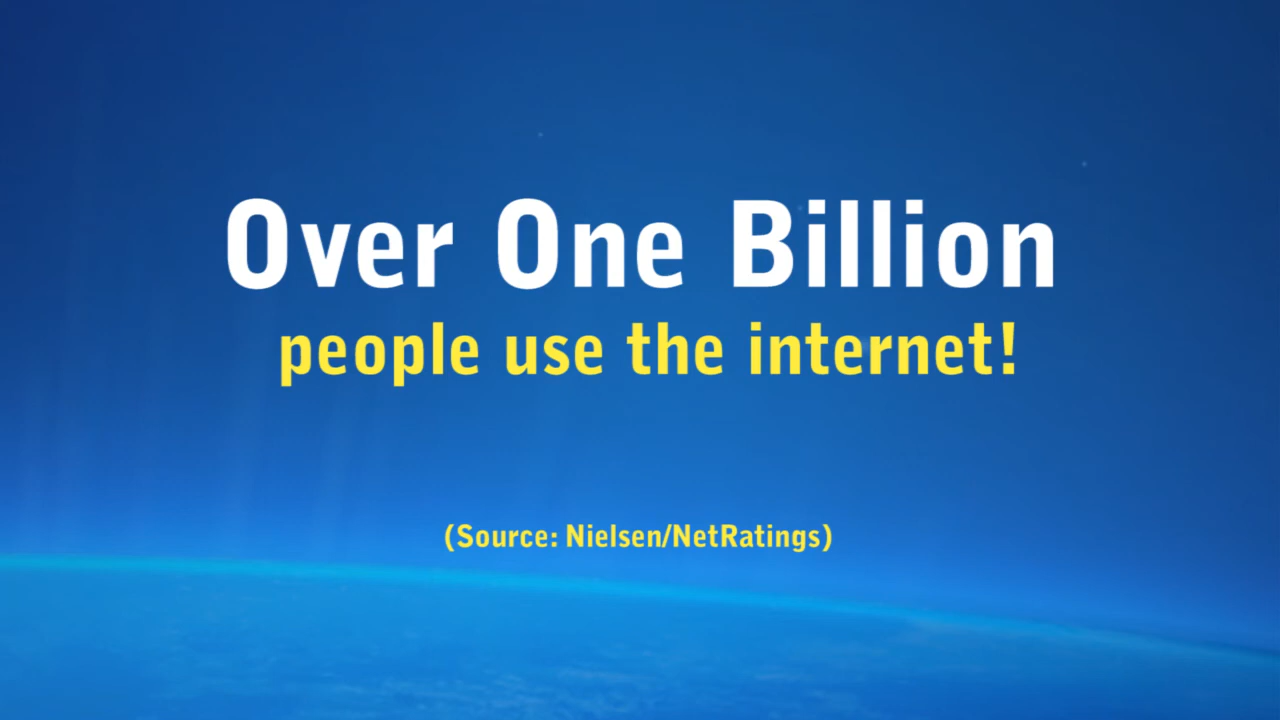 Over One Billion
people use the internet!
(Source: Nielsen/NetRatings)